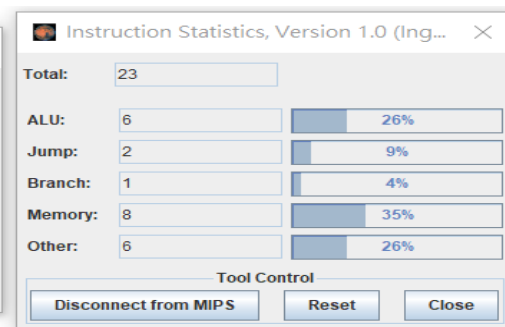 Instruction Statistics, Version 1.0 (Ing...
Total: 23
ALU: 6 26%
Jump: 2 9%
Branch: 1 4%
Memory: 8 35%
Other: 6 26%
Tool Control
Disconnect from MIPS Reset Close